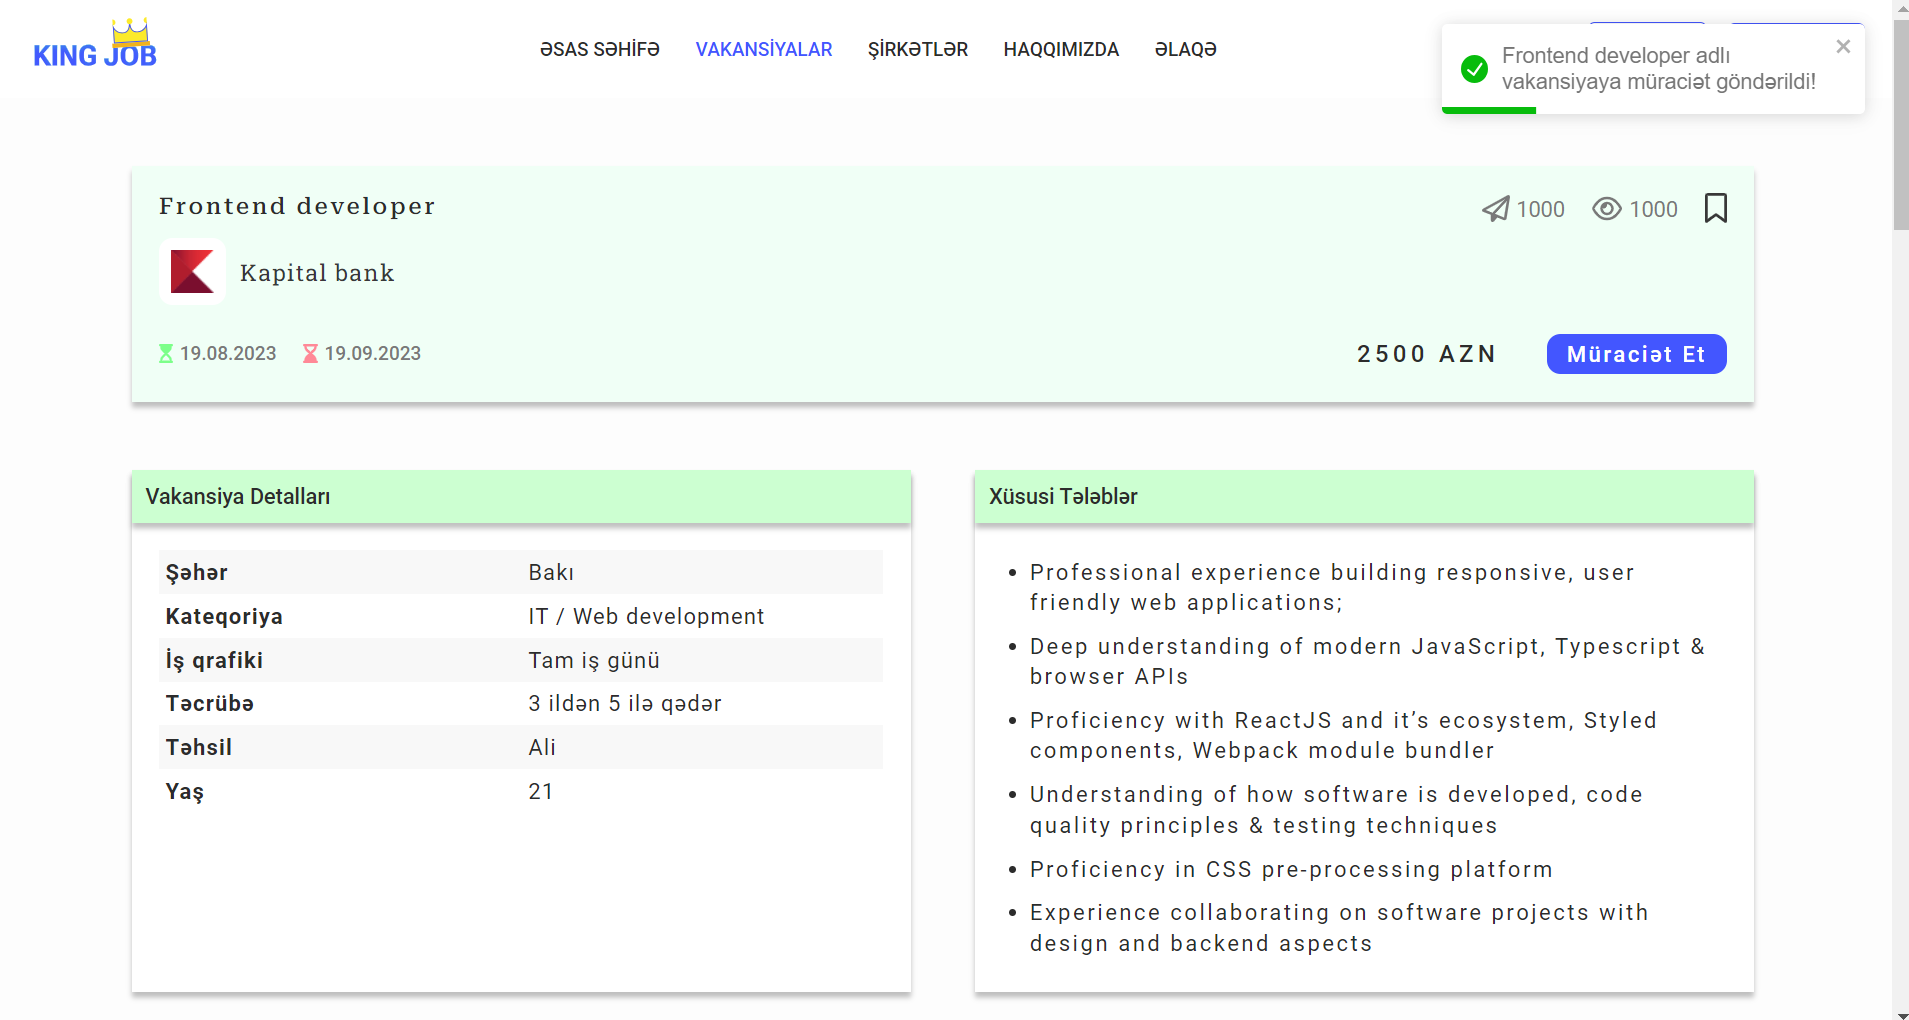 KING JOB
ƏSAS SƏHİFƏ
VAKANSİYALAR
ŞİRKƏTLƏR
HAQQIMIZDA
ƏLAQƏ
Frontend developer adlı
vakansiyaya müraciət göndərildi!
Frontend developer
1000
1000
Kapital bank
19.08.2023
19.09.2023
2500 AZN
Müraciət Et
Vakansiya Detalları
Şəhər Bakı
Kateqoriya IT / Web development
İş qrafiki Tam iş günü
Təcrübə 3 ildən 5 ilə qədər
Təhsil Ali
Yaş 21
Xüsusi Tələblər
• Professional experience building responsive, user
friendly web applications;
• Deep understanding of modern JavaScript, Typescript &
browser APIs
• Proficiency with ReactJS and it’s ecosystem, Styled
components, Webpack module bundler
• Understanding of how software is developed, code
quality principles & testing techniques
• Proficiency in CSS pre-processing platform
• Experience collaborating on software projects with
design and backend aspects